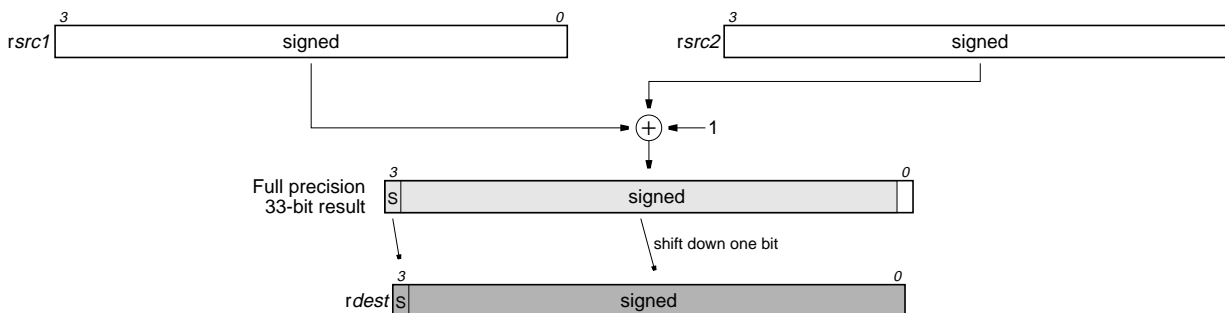 3 0 3
rsrc1 signed rsrc2 signed
+ 1
3 0
Full precision
33-bit result S signed
shift down one bit
3 0
rdest S signed